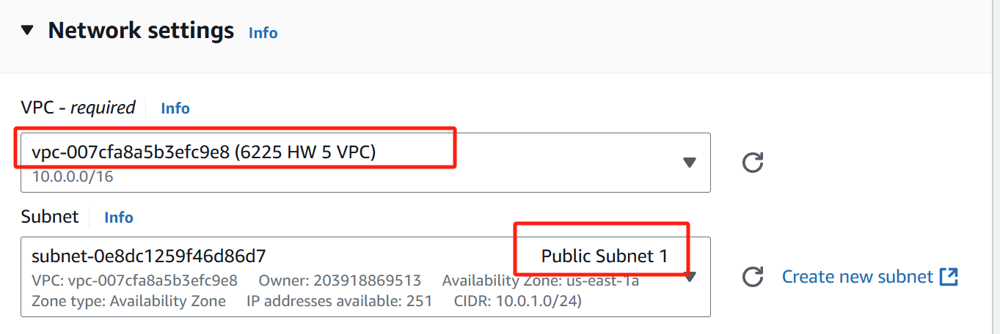 Network settings Info
VPC - required Info
vpc-007cfa8a5b3efc9e8 (6225 HW 5 VPC)
10.0.0.0/16
Subnet Info
subnet-0e8dc1259f46d86d7 Public Subnet 1
VPC: vpc-007cfa8a5b3efc9e8 Owner: 203918869513 Availability Zone: us-east-1a
Zone type: Availability Zone IP addresses available: 251 CIDR: 10.0.1.0/24)
Create new subnet